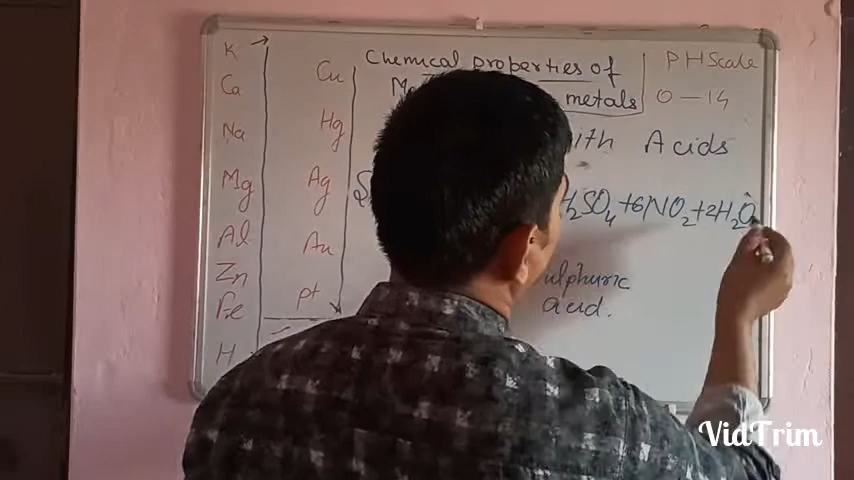 K
Ca
Na
Mg
Al
Zn
Fe
H
Cu
Hg
Ag
Au
Pt
Chemical properties of
metals
PH Scale
0 — 14
ith Acids
S H₂SO₄ + 6NO₂ + 2H₂O
ulphuric
acid.
VidTrim